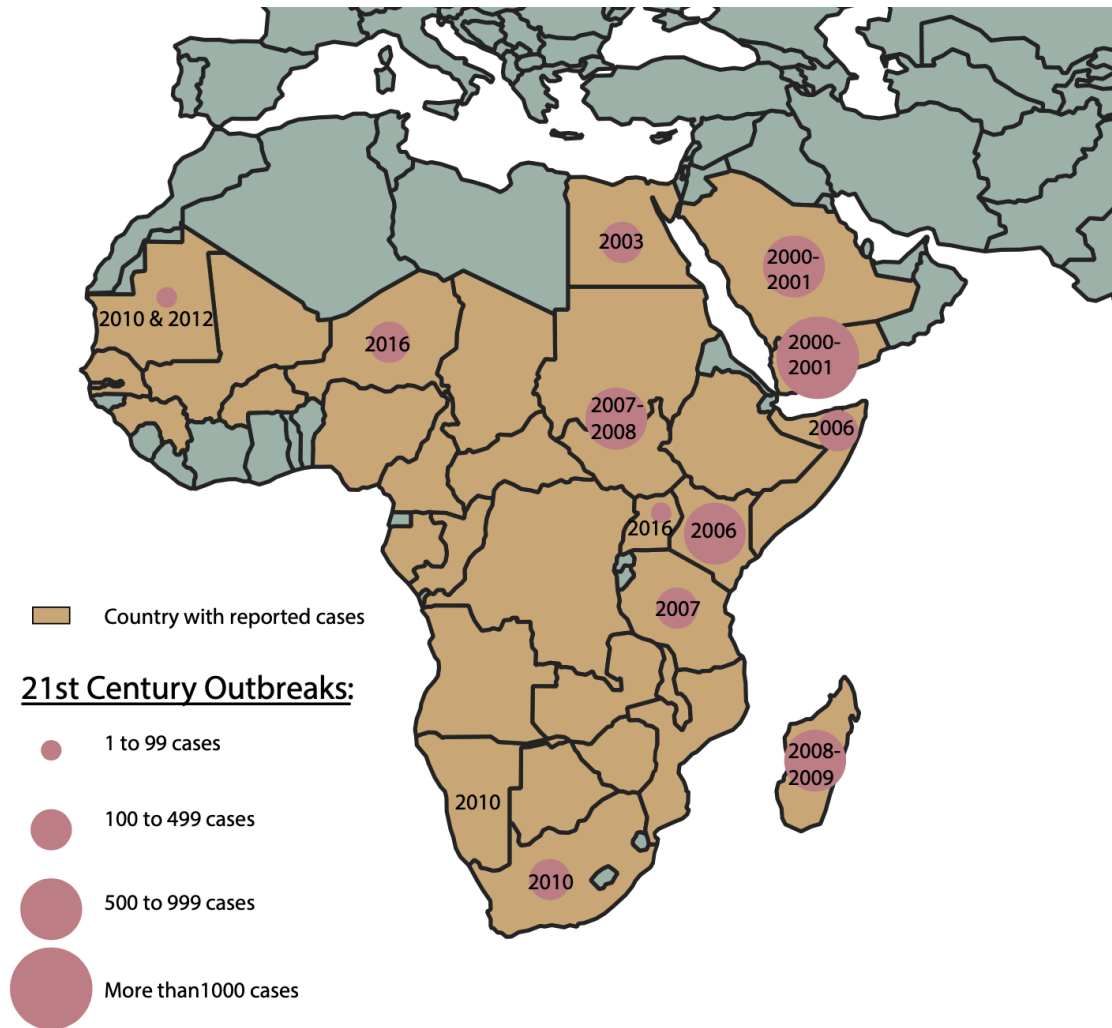 2003
2000-
2001
2010 & 2012
2016
2000-
2001
2007-
2008
2006
2016
2006
2007
Country with reported cases
21st Century Outbreaks:
1 to 99 cases
2008-
2009
2010
100 to 499 cases
2010
500 to 999 cases
More than1000 cases